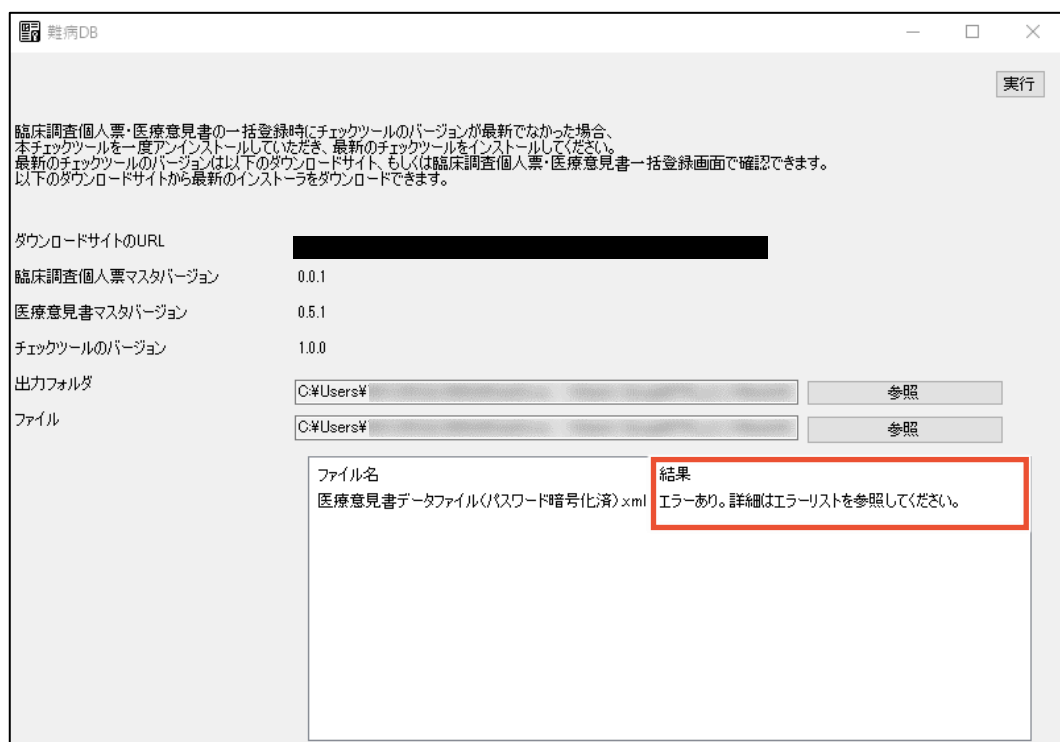 難病DB
実行
臨床調査個人票・医療意見書の一括登録時にチェックツールのバージョンが最新でなかった場合、
本チェックツールを一度アンインストールしていただき、最新のチェックツールをインストールしてください。
最新のチェックツールのバージョンは以下のダウンロードサイト、もしくは臨床調査個人票・医療意見書一括登録画面で確認できます。
以下のダウンロードサイトから最新のインストーラをダウンロードできます。
ダウンロードサイトのURL
臨床調査個人票マスタバージョン 0.0.1
医療意見書マスタバージョン 0.5.1
チェックツールのバージョン 1.0.0
出力フォルダ C:¥Users¥ 参照
ファイル C:¥Users¥ 参照
ファイル名 結果
医療意見書データファイル(パスワード暗号化済).xml エラーあり。詳細はエラーリストを参照してください。